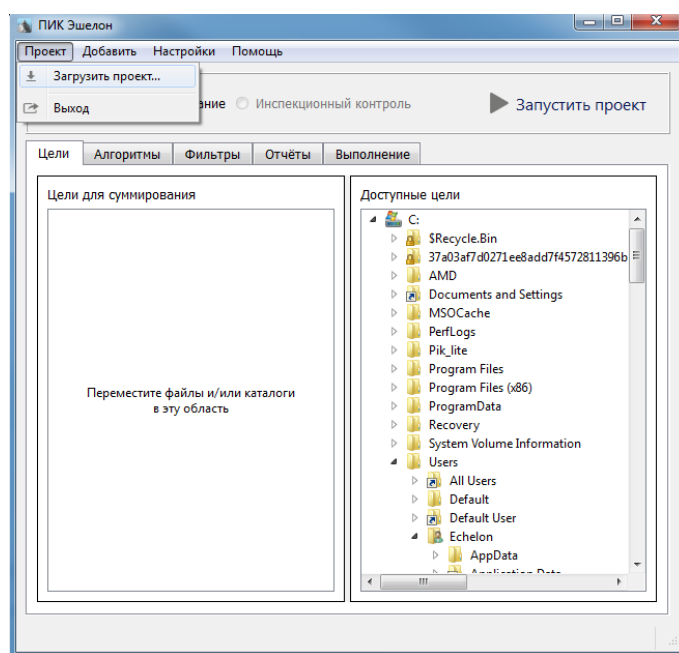 ПИК Эшелон
Проект Добавить Настройки Помощь
Загрузить проект...
Выход
ание Инспекционный контроль Запустить проект
Цели Алгоритмы Фильтры Отчёты Выполнение
Цели для суммирования
Переместите файлы и/или каталоги
в эту область
Доступные цели
C:
$Recycle.Bin
37a03af7d0271ee8add7f4572811396b
AMD
Documents and Settings
MSOCache
PerfLogs
Pik_lite
Program Files
Program Files (x86)
ProgramData
Recovery
System Volume Information
Users
All Users
Default
Default User
Echelon
AppData
Application Data